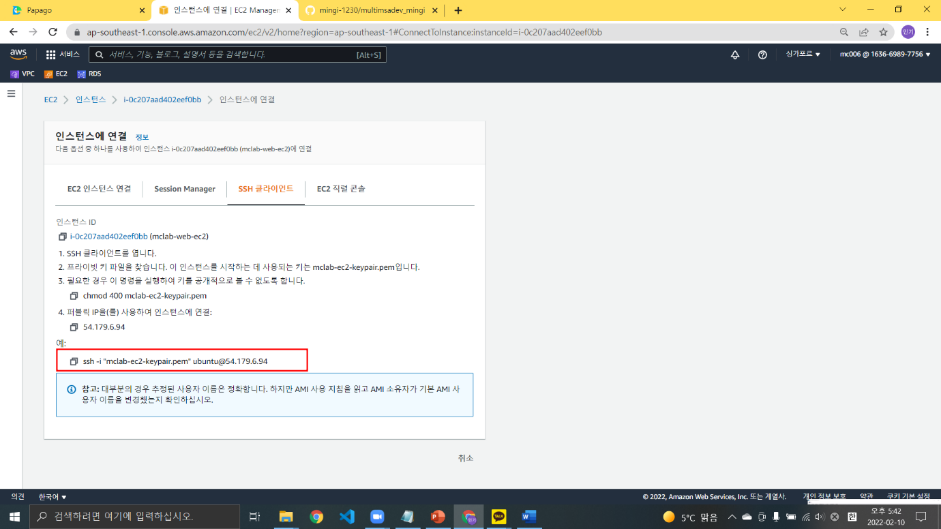 Papago
인스턴스에 연결 | EC2 Manager
mingi-1230/multimsadev_mingi
ap-southeast-1.console.aws.amazon.com/ec2/v2/home?region=ap-southeast-1#ConnectToInstance:instanceId=i-0c207aad402eef0bb
민기
aws
서비스
서비스, 기능, 블로그, 설명서 등을 검색합니다.
[Alt+S]
싱가포르
mc006 @ 1636-6989-7756
VPC
EC2
RDS
EC2
인스턴스
i-0c207aad402eef0bb
인스턴스에 연결
인스턴스에 연결 정보
다음 옵션 중 하나를 사용하여 인스턴스 i-0c207aad402eef0bb (mclab-web-ec2)에 연결
EC2 인스턴스 연결
Session Manager
SSH 클라이언트
EC2 직렬 콘솔
인스턴스 ID
i-0c207aad402eef0bb (mclab-web-ec2)
1. SSH 클라이언트를 엽니다.
2. 프라이빗 키 파일을 찾습니다. 이 인스턴스를 시작하는 데 사용되는 키는 mclab-ec2-keypair.pem입니다.
3. 필요한 경우 이 명령을 실행하여 키를 공개적으로 볼 수 없도록 합니다.
chmod 400 mclab-ec2-keypair.pem
4. 퍼블릭 IP을(를) 사용하여 인스턴스에 연결:
54.179.6.94
예:
ssh -i "mclab-ec2-keypair.pem" ubuntu@54.179.6.94
참고: 대부분의 경우 추정된 사용자 이름은 정확합니다. 하지만 AMI 사용 지침을 읽고 AMI 소유자가 기본 AMI 사
용자 이름을 변경했는지 확인하십시오.
취소
의견
한국어
© 2022, Amazon Web Services, Inc. 또는 계열사.
개인 정보 보호
약관
쿠키 기본 설정
검색하려면 여기에 입력하십시오.
5°C 맑음
오후 5:42
2022-02-10